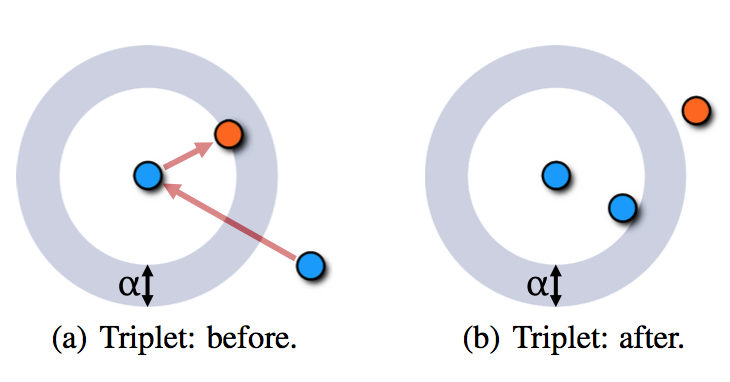 α α
(a) Triplet: before. (b) Triplet: after.